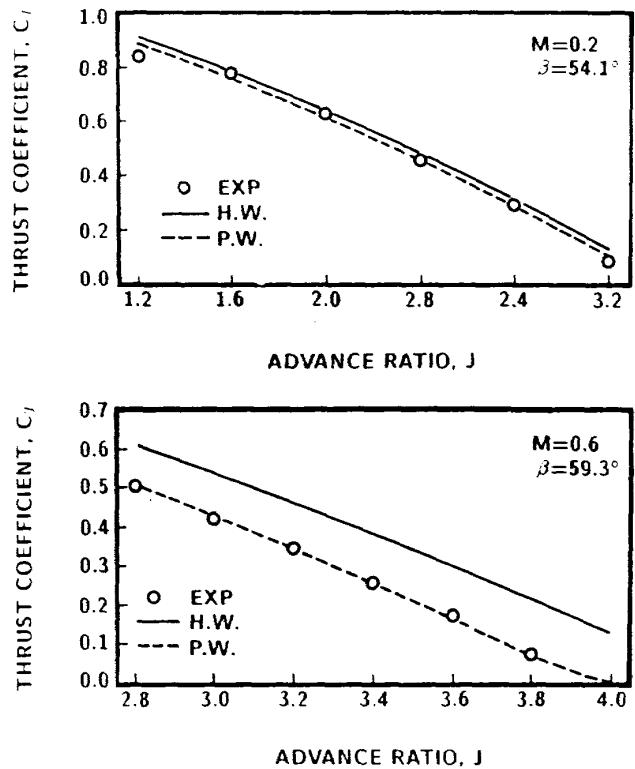 THRUST COEFFICIENT, C
1.0
0.8
0.6
0.4
0.2
0.0
M=0.2
β=54.1°
EXP
H.W.
P.W.
1.2 1.6 2.0 2.8 2.4 3.2
ADVANCE RATIO, J
THRUST COEFFICIENT, C
0.7
0.6
0.5
0.4
0.3
0.2
0.1
0.0
M=0.6
β=59.3°
EXP
H.W.
P.W.
2.8 3.0 3.2 3.4 3.6 3.8 4.0
ADVANCE RATIO, J